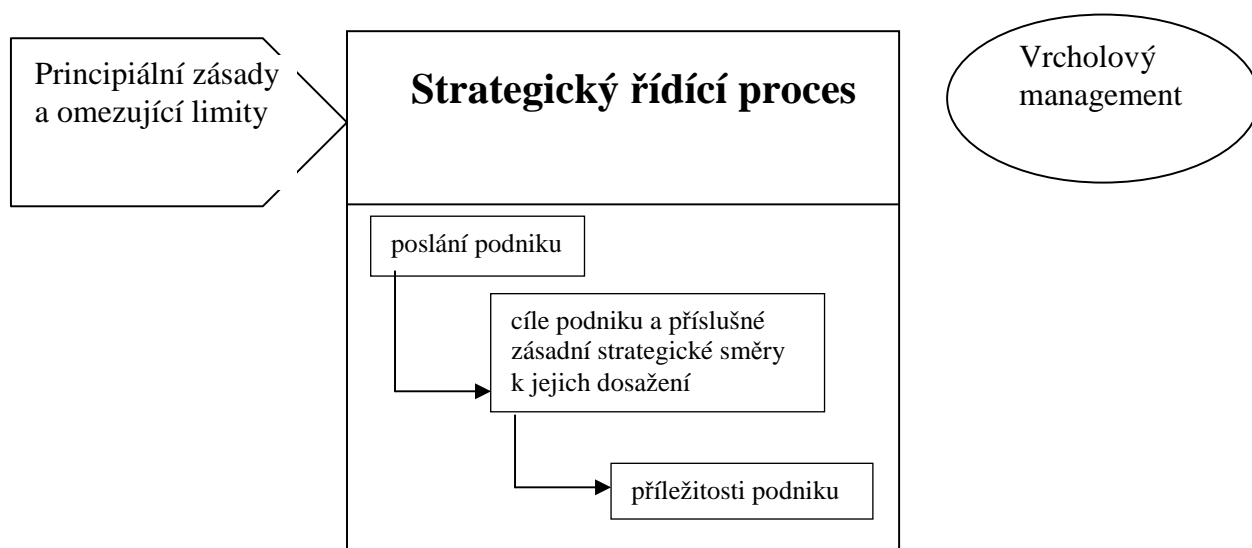 Principiální zásady
a omezující limity
Strategický řídící proces
Vrcholový
management
poslání podniku
cíle podniku a příslušné
zásadní strategické směry
k jejich dosažení
příležitosti podniku